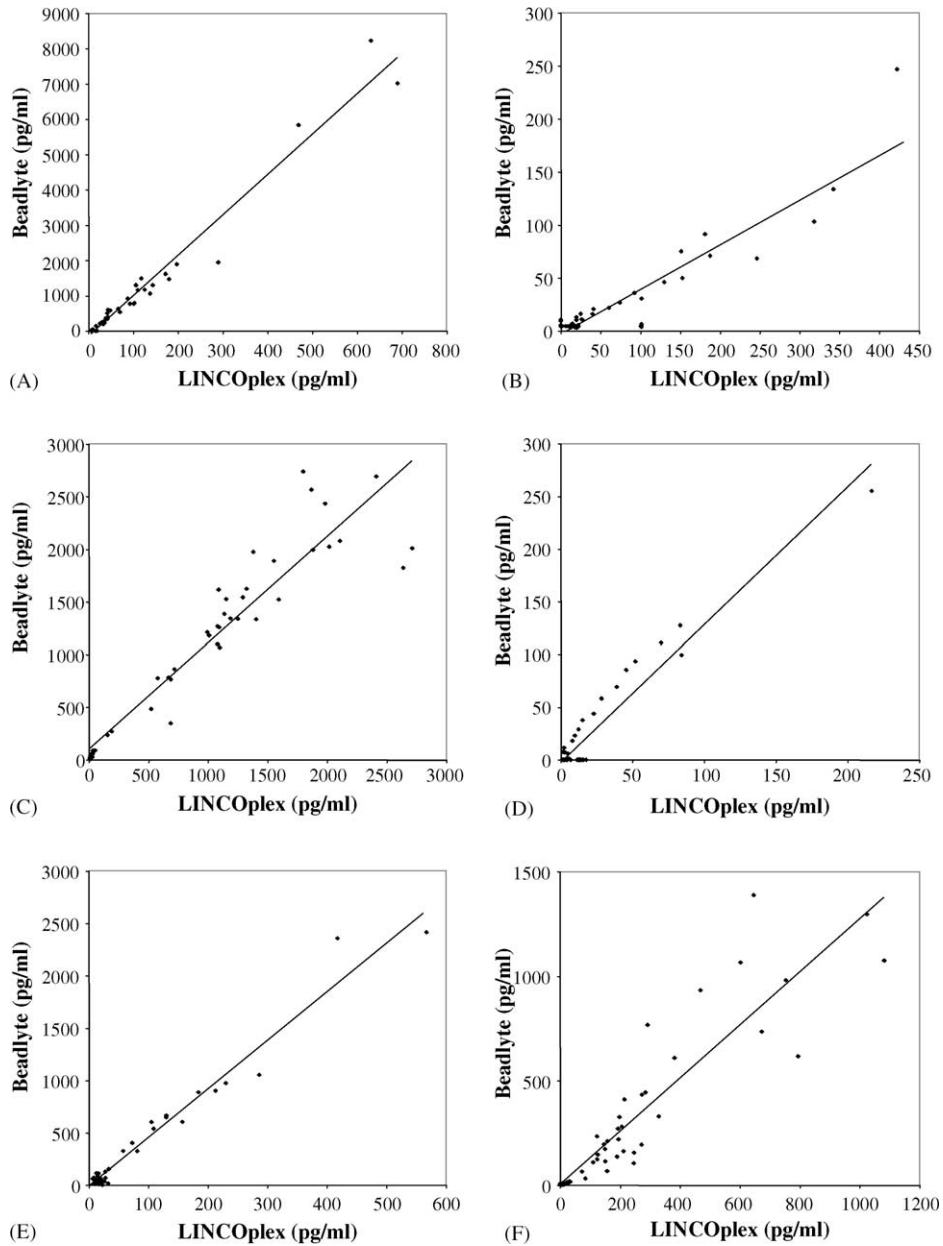 9000
8000
7000
6000
5000
4000
3000
2000
1000
0
Beadlyte (pg/ml)
0 100 200 300 400 500 600 700 800
LINCOplex (pg/ml)
(A)
300
250
200
150
100
50
0
Beadlyte (pg/ml)
0 50 100 150 200 250 300 350 400 450
LINCOplex (pg/ml)
(B)
3000
2500
2000
1500
1000
500
0
Beadlyte (pg/ml)
0 500 1000 1500 2000 2500 3000
LINCOplex (pg/ml)
(C)
300
250
200
150
100
50
0
Beadlyte (pg/ml)
0 50 100 150 200 250
LINCOplex (pg/ml)
(D)
3000
2500
2000
1500
1000
500
0
Beadlyte (pg/ml)
0 100 200 300 400 500 600
LINCOplex (pg/ml)
(E)
1500
1000
500
0
Beadlyte (pg/ml)
0 200 400 600 800 1000 1200
LINCOplex (pg/ml)
(F)